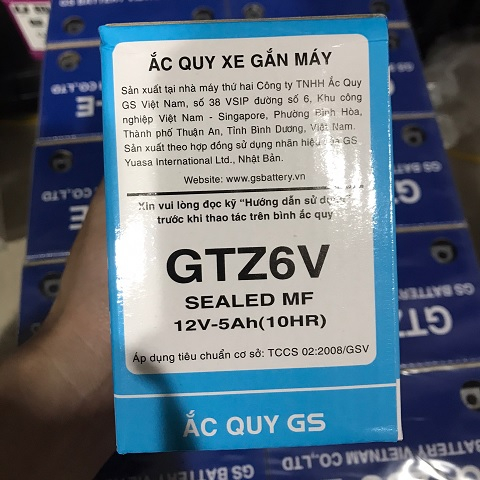 ẮC QUY XE GẮN MÁY
Sản xuất tại nhà máy thứ hai Công ty TNHH Ắc Quy
GS Việt Nam, số 38 VSIP đường số 6, Khu công
nghiệp Việt Nam - Singapore, Phường Bình Hòa,
Thành phố Thuận An, Tỉnh Bình Dương, Việt Nam.
Sản xuất theo hợp đồng sử dụng nhãn hiệu của GS
Yuasa International Ltd., Nhật Bản.
Website: www.gsbattery.vn
Xin vui lòng đọc kỹ "Hướng dẫn sử dụng"
trước khi thao tác trên bình ắc quy
GTZ6V
SEALED MF
12V-5Ah(10HR)
Áp dụng tiêu chuẩn cơ sở: TCCS 02:2008/GSV
ẮC QUY GS
GS BATTERY VIETNAM CO.,LTD